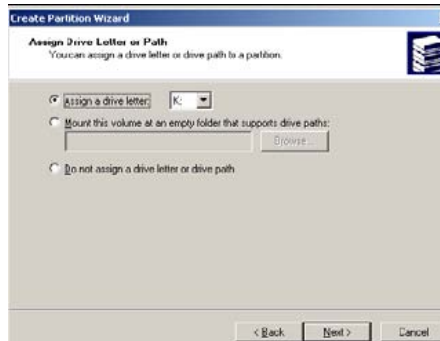 Create Partition Wizard
Assign Drive Letter or Path
You can assign a drive letter or drive path to a partition.
Assign a drive letter: K:
Mount this volume at an empty folder that supports drive paths:
Browse...
Do not assign a drive letter or drive path
< Back Next > Cancel